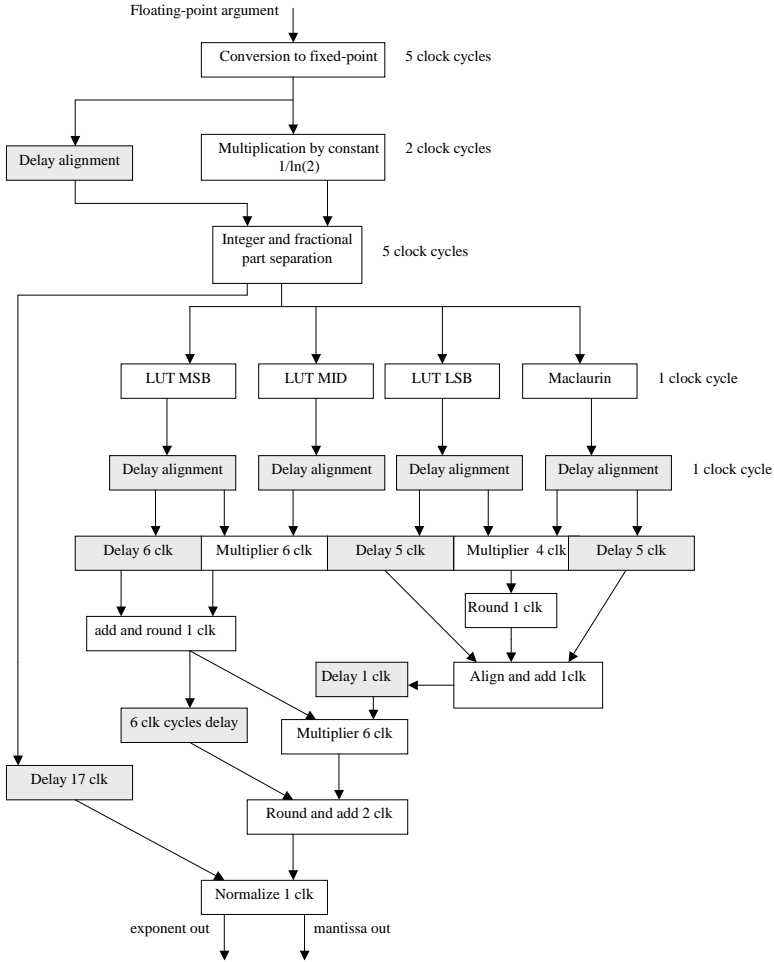 Floating-point argument
Conversion to fixed-point
5 clock cycles
Delay alignment
Multiplication by constant
1/ln(2)
2 clock cycles
Integer and fractional
part separation
5 clock cycles
LUT MSB
LUT MID
LUT LSB
Maclaurin
1 clock cycle
Delay alignment
Delay alignment
Delay alignment
Delay alignment
1 clock cycle
Delay 6 clk
Multiplier 6 clk
Delay 5 clk
Multiplier 4 clk
Delay 5 clk
Round 1 clk
add and round 1 clk
Delay 1 clk
Align and add 1clk
6 clk cycles delay
Multiplier 6 clk
Delay 17 clk
Round and add 2 clk
Normalize 1 clk
exponent out
mantissa out